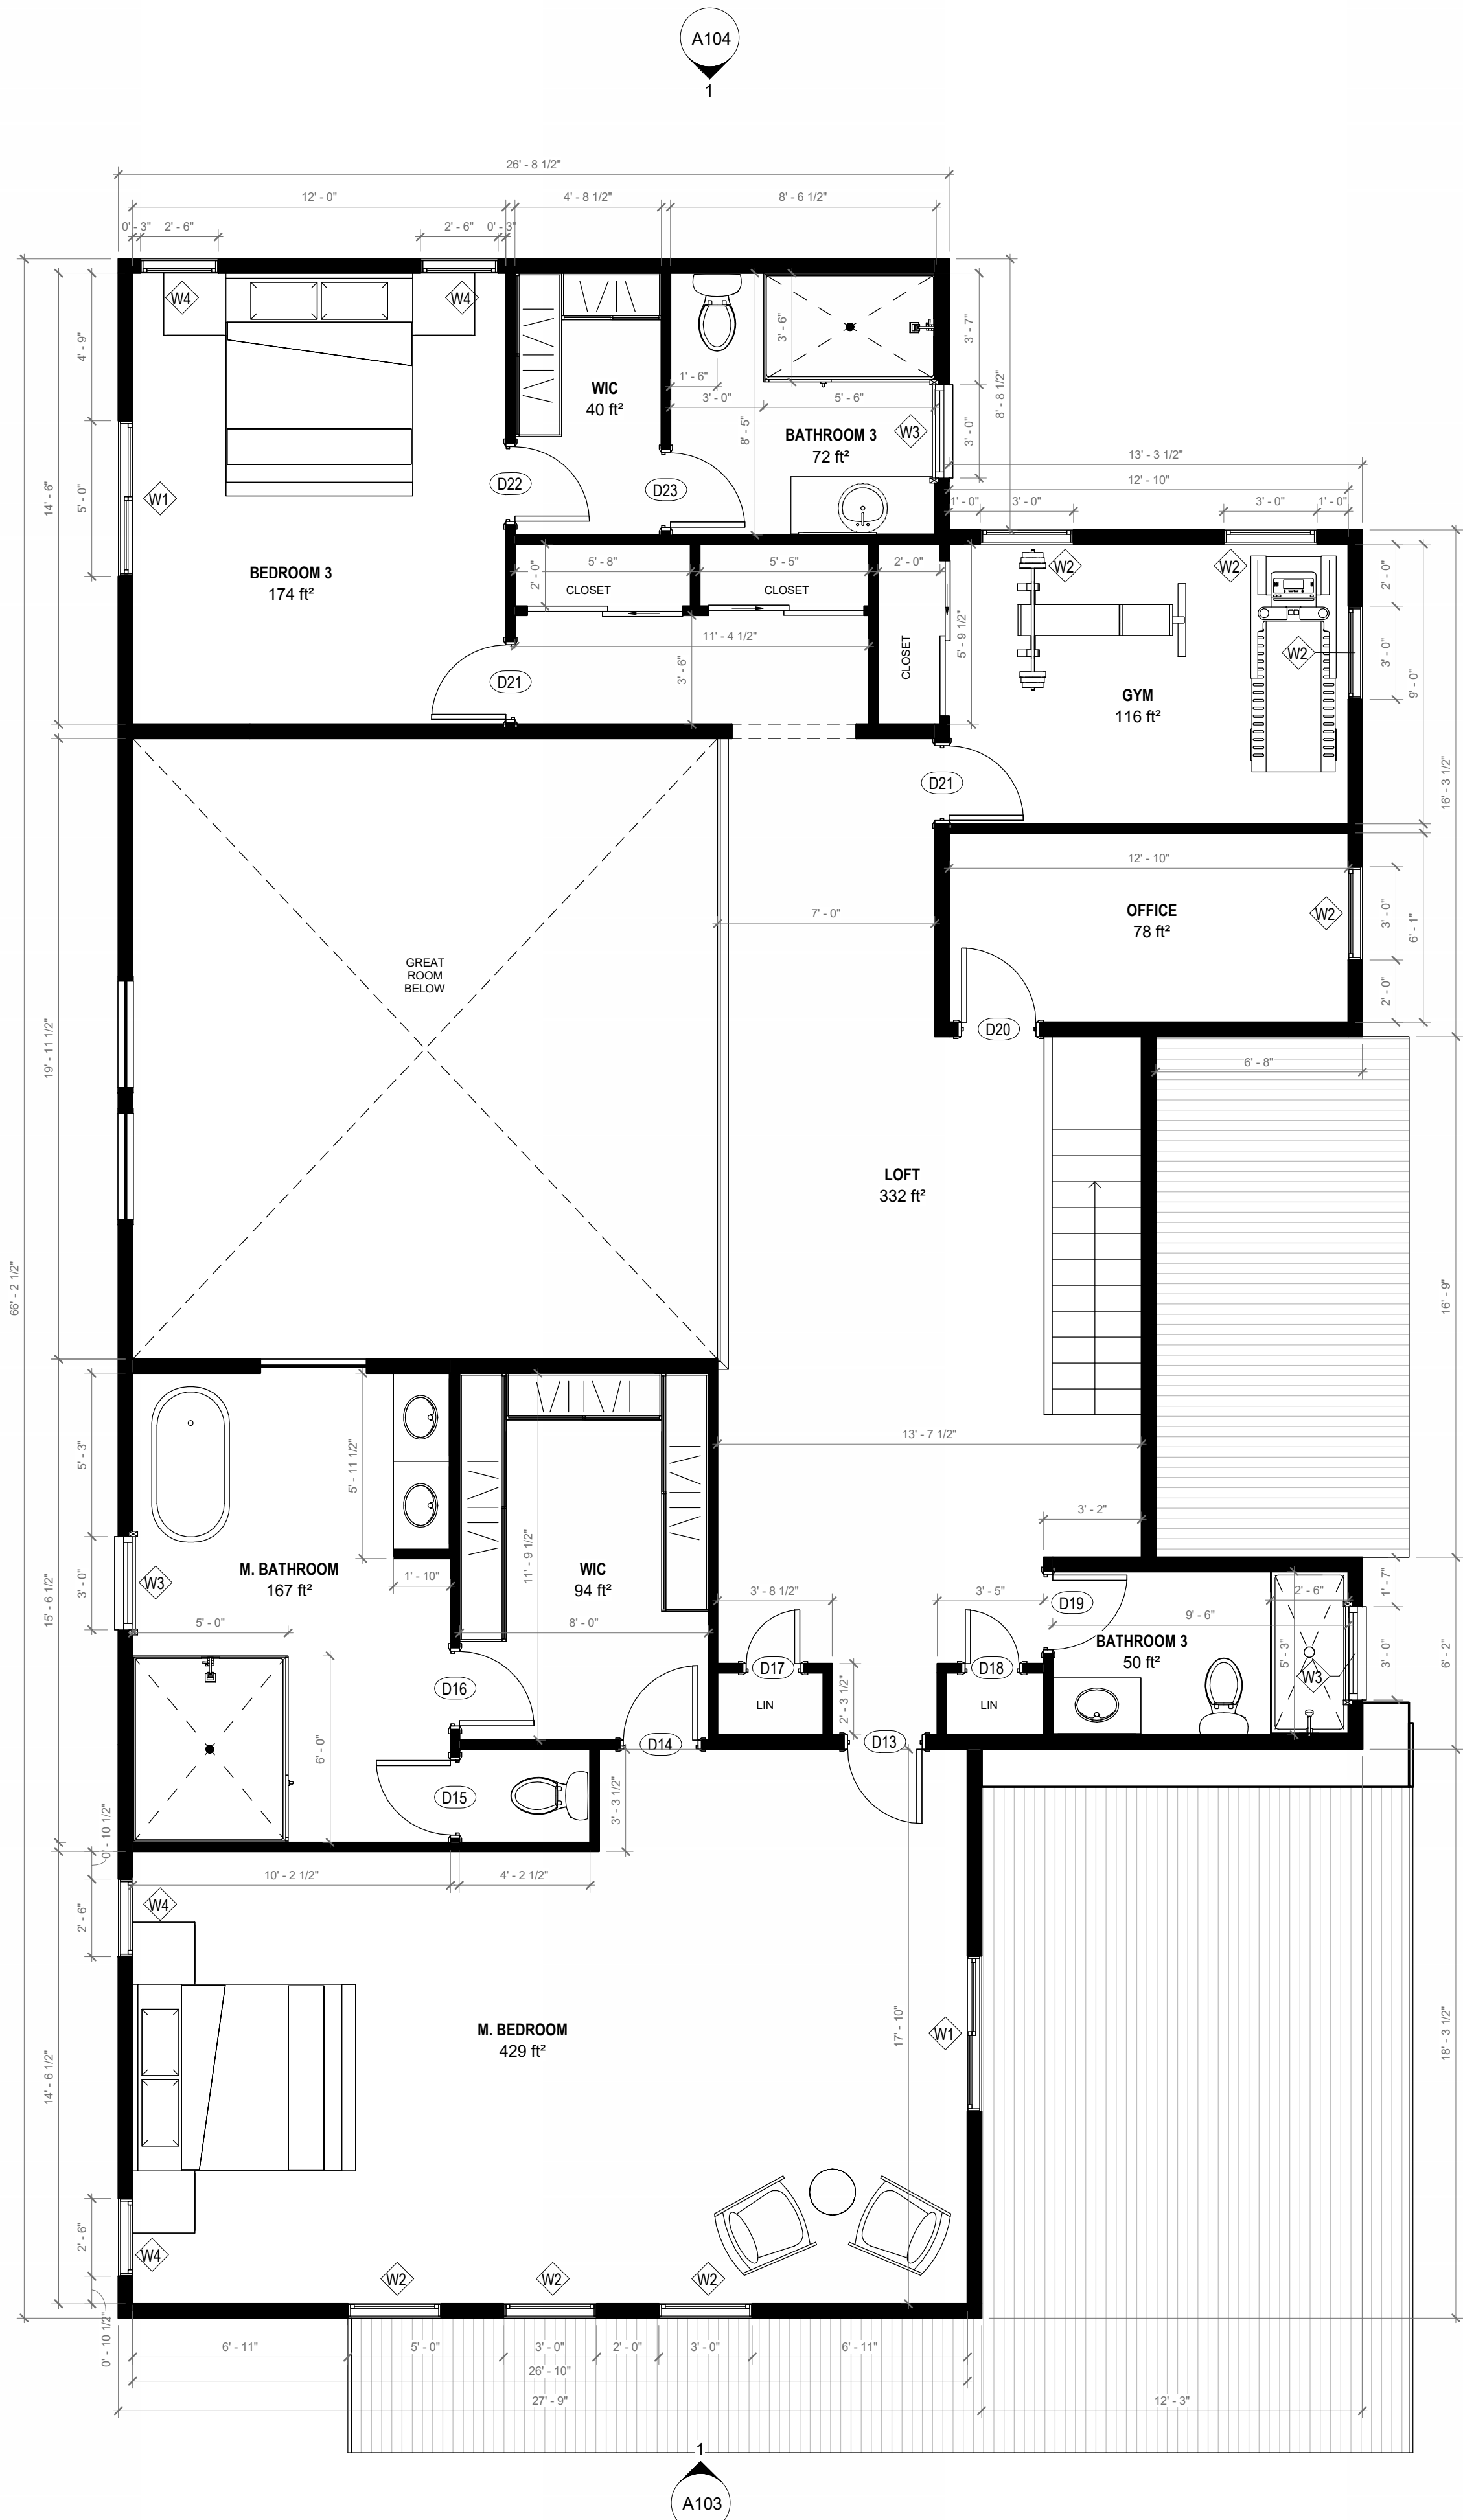 A104
1
26' - 8 1/2"
12' - 0"
4' - 8 1/2"
8' - 6 1/2"
0' - 3"
2' - 6"
2' - 6"
0' - 3"
W4
W4
4' - 9"
3' - 6"
3' - 7"
8' - 8 1/2"
1' - 6"
WIC
40 ft²
3' - 0"
5' - 6"
8' - 5"
BATHROOM 3
72 ft²
W3
3' - 0"
13' - 3 1/2"
12' - 10"
14' - 6"
5' - 0"
W1
D22
D23
1' - 0"
3' - 0"
3' - 0"
1' - 0"
BEDROOM 3
174 ft²
2' - 0"
5' - 8"
5' - 5"
2' - 0"
CLOSET
CLOSET
W2
W2
2' - 0"
11' - 4 1/2"
5' - 9 1/2"
CLOSET
W2
3' - 0"
9' - 0"
3' - 6"
D21
GYM
116 ft²
D21
16' - 3 1/2"
12' - 10"
7' - 0"
OFFICE
78 ft²
W2
3' - 0"
6' - 1"
GREAT
ROOM
BELOW
2' - 0"
D20
19' - 11 1/2"
6' - 8"
LOFT
332 ft²
66' - 2 1/2"
16' - 9"
5' - 3"
5' - 11 1/2"
13' - 7 1/2"
3' - 2"
11' - 9 1/2"
M. BATHROOM
167 ft²
WIC
94 ft²
W3
3' - 0"
15' - 6 1/2"
1' - 10"
3' - 8 1/2"
3' - 5"
D19
2' - 6"
1' - 7"
5' - 0"
8' - 0"
9' - 6"
BATHROOM 3
50 ft²
5' - 3"
W3
3' - 0"
6' - 2"
D17
D18
D16
LIN
2' - 3 1/2"
LIN
6' - 0"
D14
D13
D15
3' - 3 1/2"
0' - 10 1/2"
10' - 2 1/2"
4' - 2 1/2"
W4
2' - 6"
M. BEDROOM
429 ft²
17' - 10"
W1
18' - 3 1/2"
14' - 6 1/2"
2' - 6"
W4
W2
W2
W2
0' - 10 1/2"
6' - 11"
5' - 0"
3' - 0"
2' - 0"
3' - 0"
6' - 11"
26' - 10"
27' - 9"
12' - 3"
1
A103